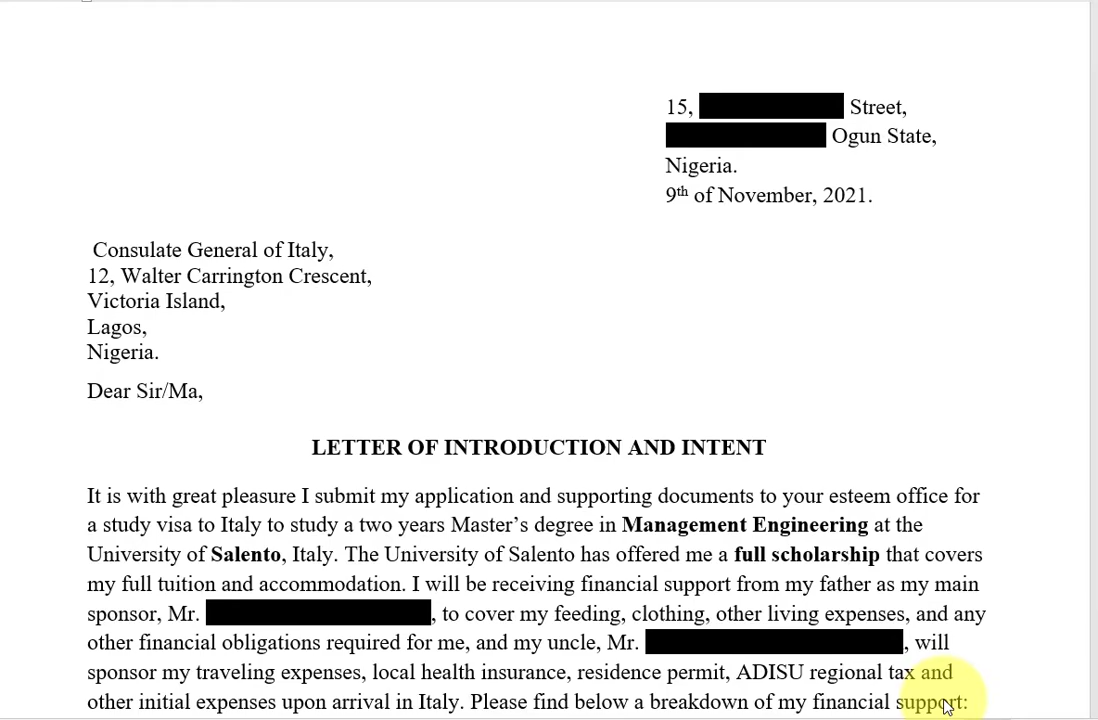 15, Street,
Ogun State,
Nigeria.
9th of November, 2021.
Consulate General of Italy,
12, Walter Carrington Crescent,
Victoria Island,
Lagos,
Nigeria.
Dear Sir/Ma,
LETTER OF INTRODUCTION AND INTENT
It is with great pleasure I submit my application and supporting documents to your esteem office for
a study visa to Italy to study a two years Master’s degree in Management Engineering at the
University of Salento, Italy. The University of Salento has offered me a full scholarship that covers
my full tuition and accommodation. I will be receiving financial support from my father as my main
sponsor, Mr. , to cover my feeding, clothing, other living expenses, and any
other financial obligations required for me, and my uncle, Mr. , will
sponsor my traveling expenses, local health insurance, residence permit, ADISU regional tax and
other initial expenses upon arrival in Italy. Please find below a breakdown of my financial support: